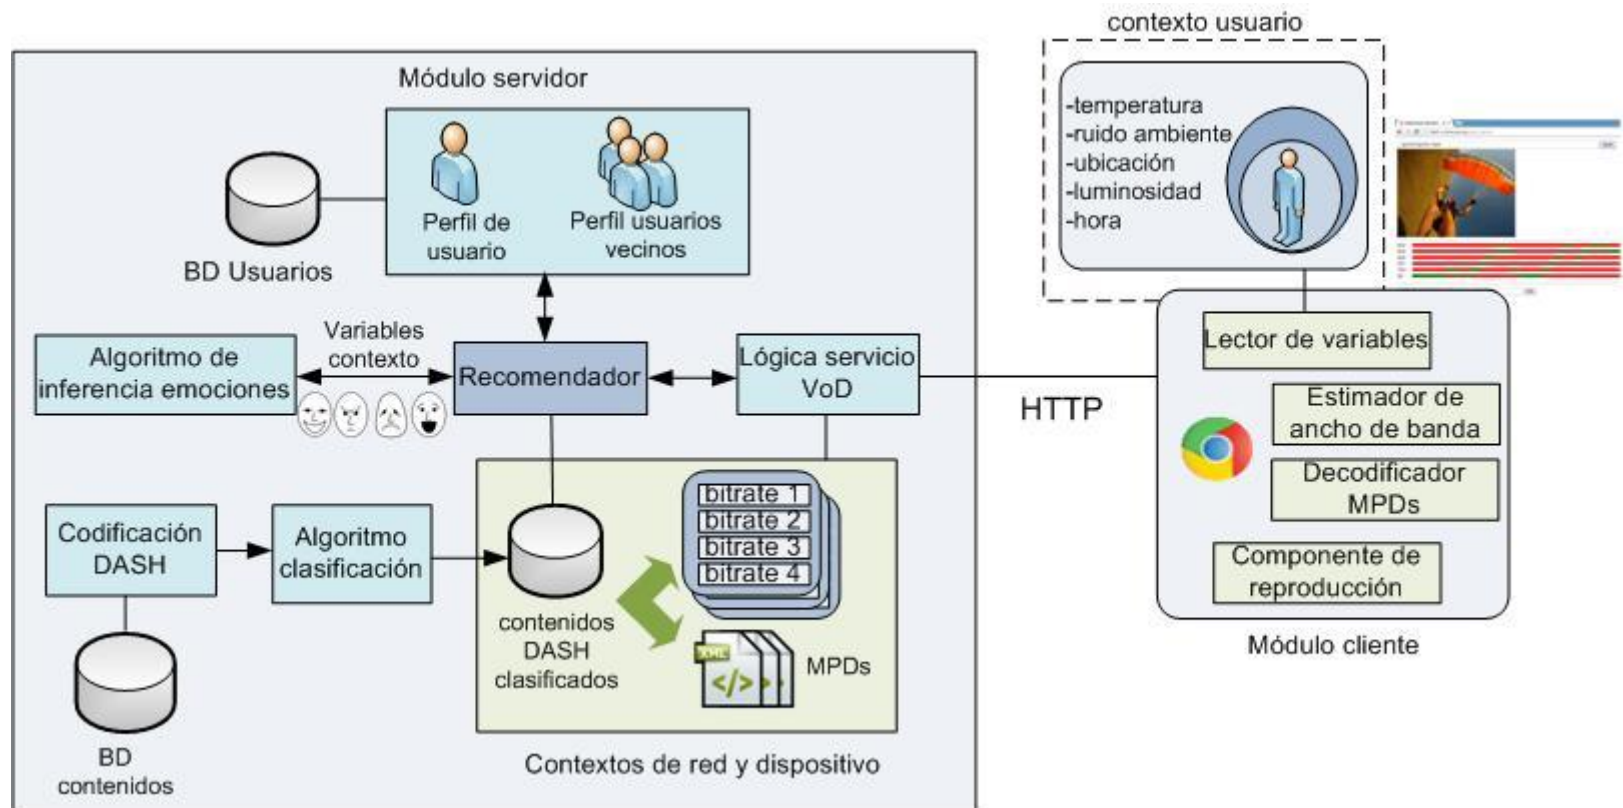 contexto usuario
Módulo servidor
-temperatura
-ruido ambiente
-ubicación
-luminosidad
-hora
Perfil de
usuario
Perfil usuarios
vecinos
BD Usuarios
Algoritmo de
inferencia emociones
Variables
contexto
Recomendador
Lógica servicio
VoD
HTTP
Lector de variables
Estimador de
ancho de banda
Decodificador
MPDs
Componente de
reproducción
Módulo cliente
Codificación
DASH
Algoritmo
clasificación
bitrate 1
bitrate 2
bitrate 3
bitrate 4
contenidos
DASH
clasificados
XML
</>
MPDs
BD
contenidos
Contextos de red y dispositivo